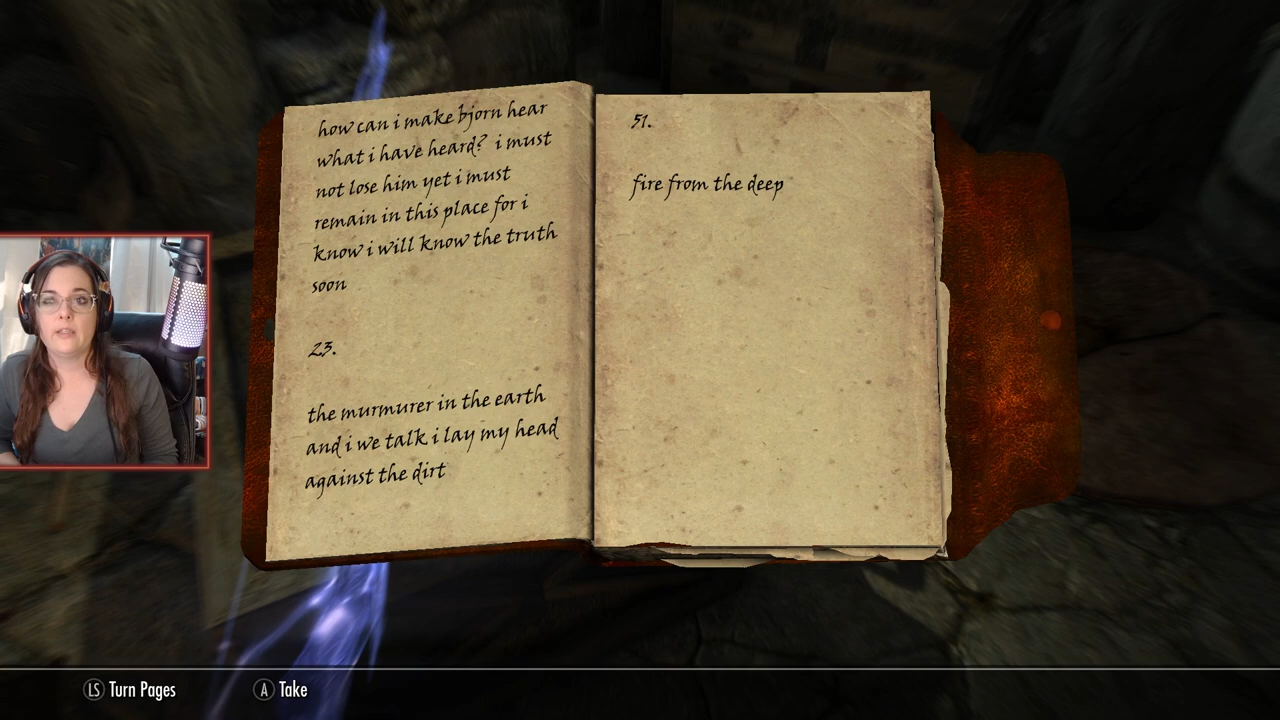 how can i make bjorn hear
what i have heard? i must
not lose him yet i must
remain in this place for i
know i will know the truth
soon
23.
the murmurer in the earth
and i we talk i lay my head
against the dirt
51.
fire from the deep
LS Turn Pages
A Take